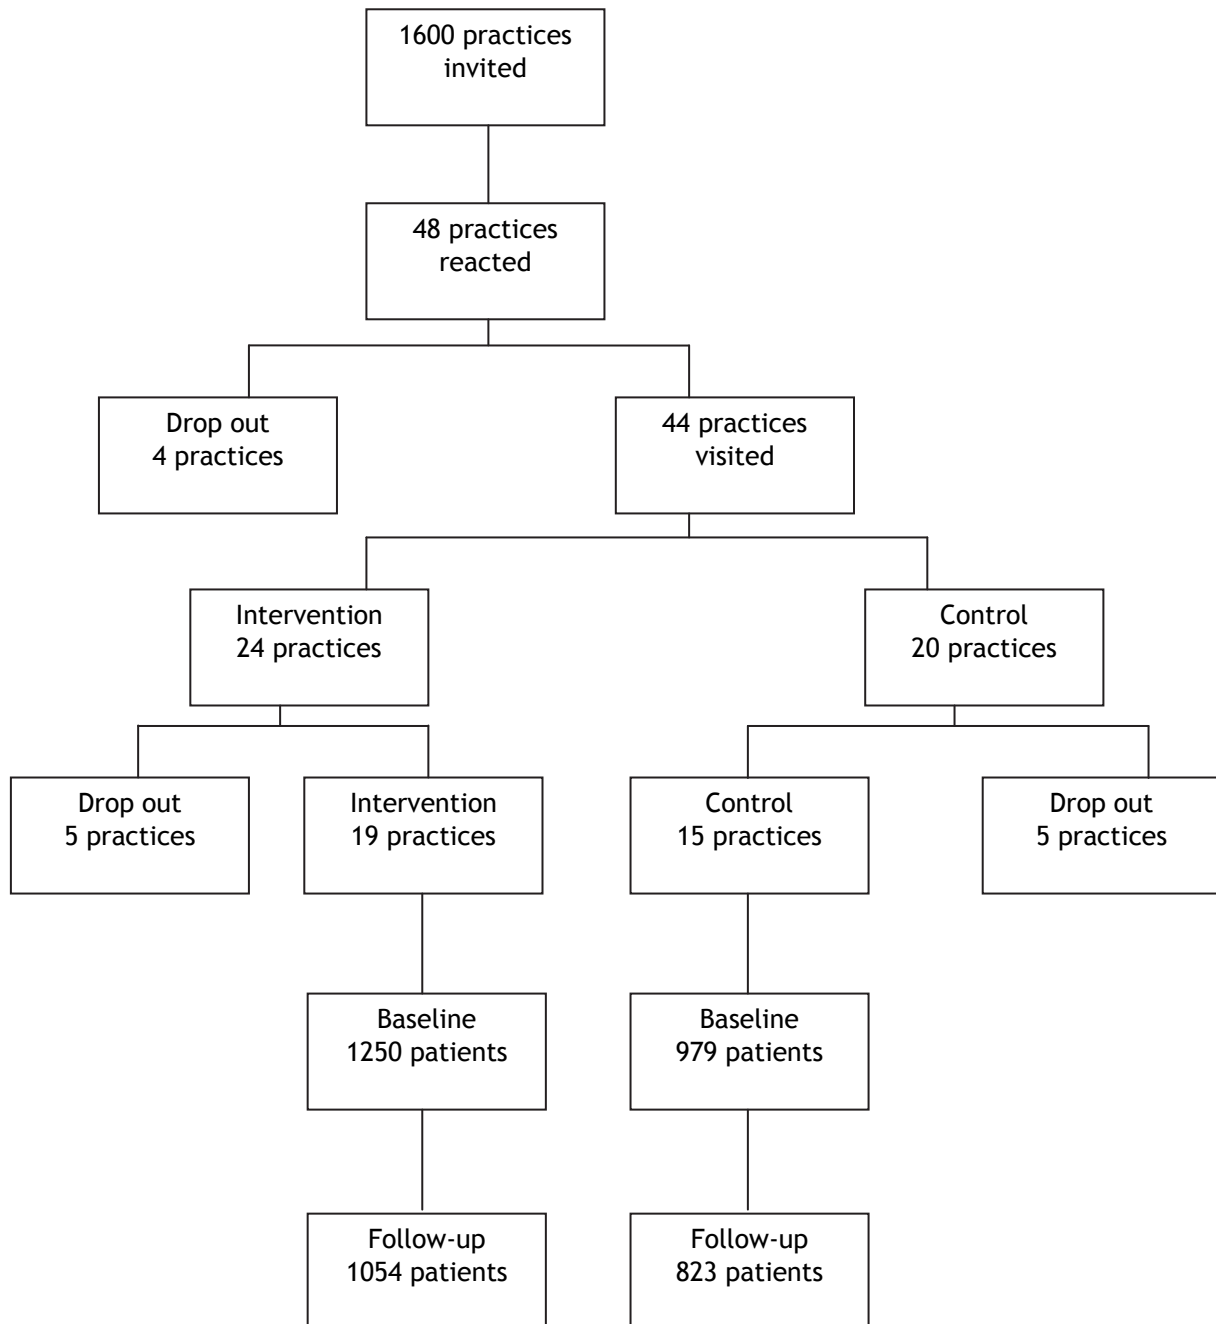 1600 practices
invited
48 practices
reacted
Drop out
4 practices
44 practices
visited
Intervention
24 practices
Control
20 practices
Drop out
5 practices
Intervention
19 practices
Control
15 practices
Drop out
5 practices
Baseline
1250 patients
Baseline
979 patients
Follow-up
1054 patients
Follow-up
823 patients